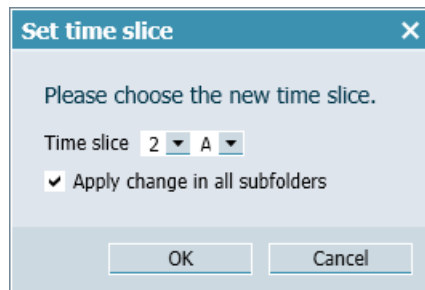 Set time slice
Please choose the new time slice.
Time slice 2 A
Apply change in all subfolders
OK Cancel